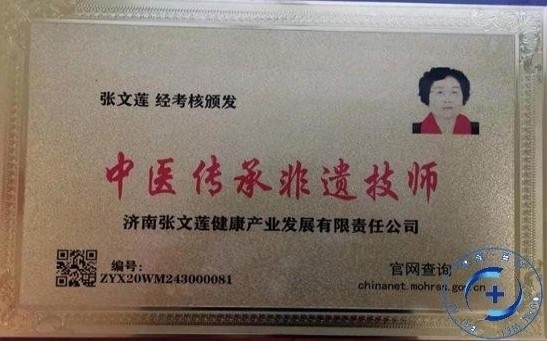 张文莲 经考核颁发
中医传承非遗技师
济南张文莲健康产业发展有限责任公司
编号:
ZYX20WM243000081
官网查询
chinanet.mohrss.gov.cn